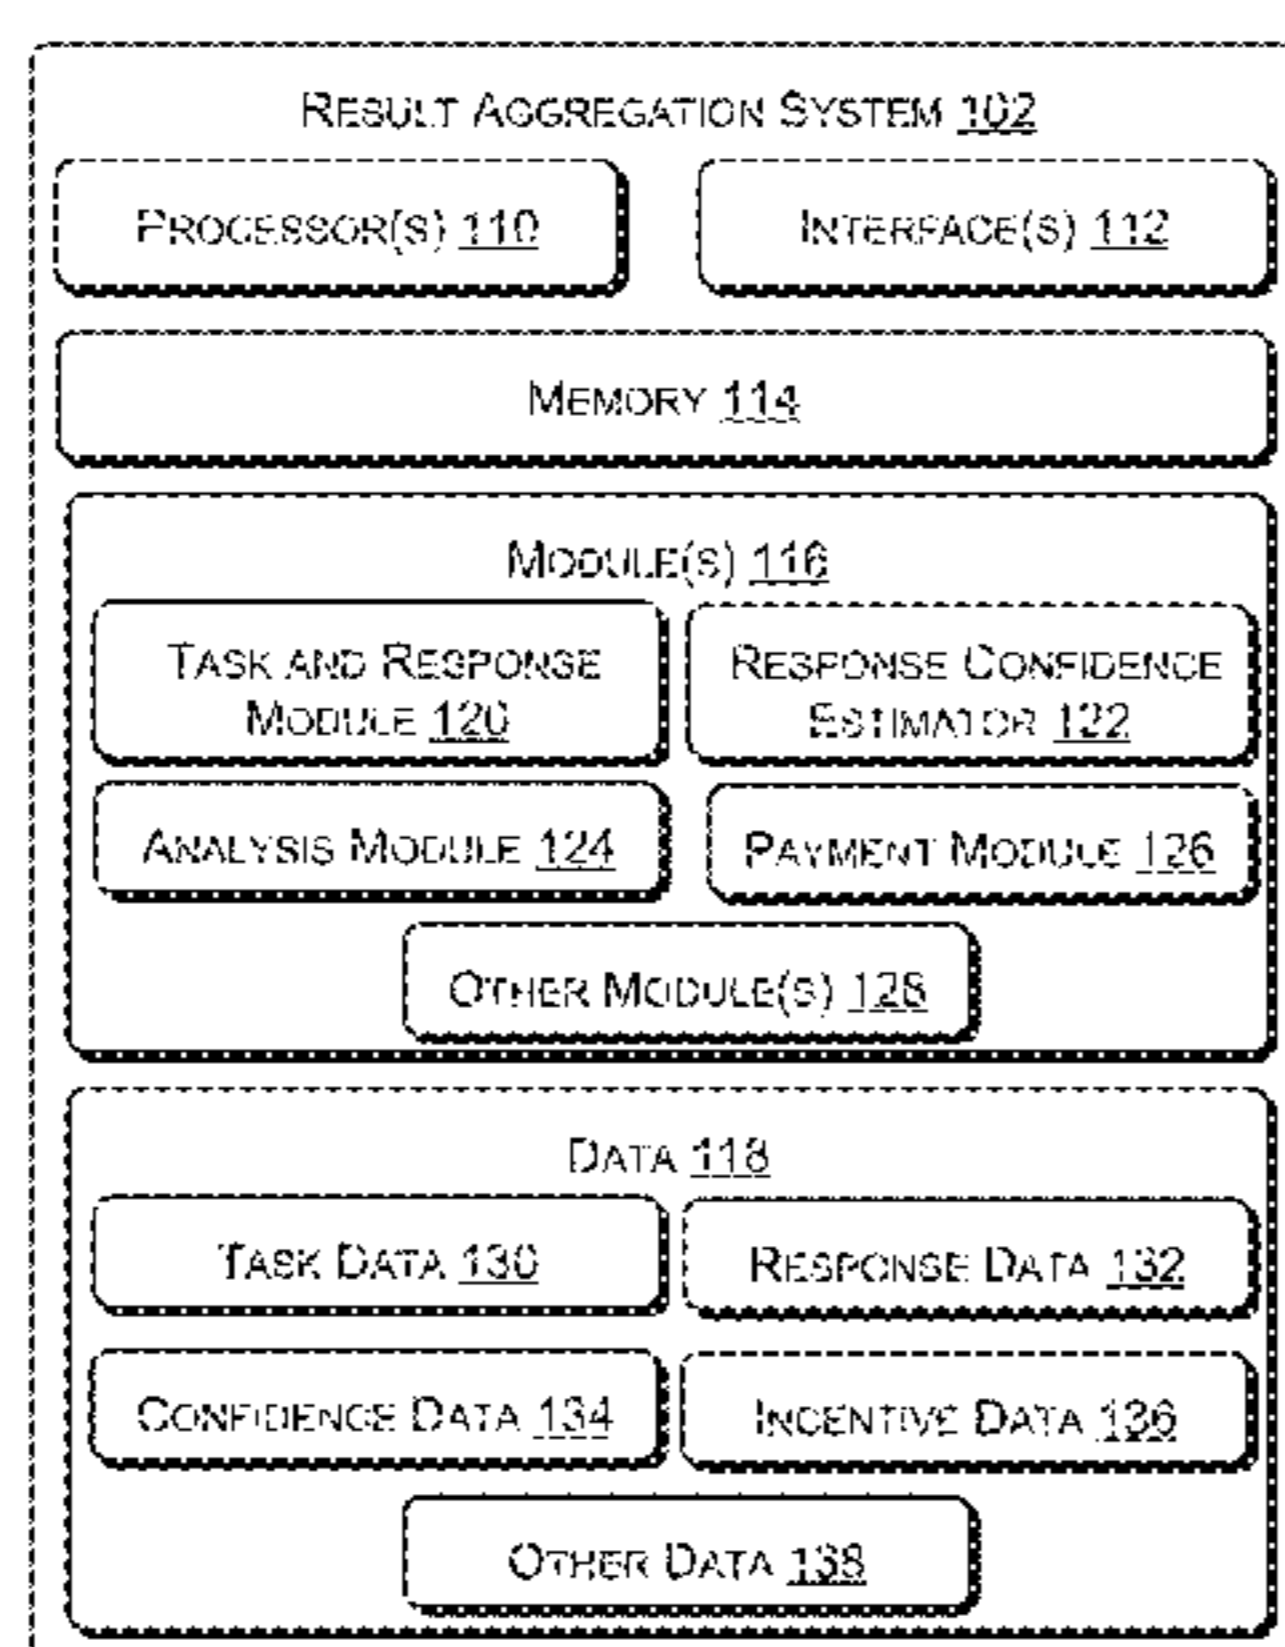 RESULT AGGREGATION SYSTEM 102
PROCESSOR(S) 110
INTERFACE(S) 112
MEMORY 114
MODULE(S) 116
TASK AND RESPONSE
MODULE 120
RESPONSE CONFIDENCE
ESTIMATOR 122
ANALYSIS MODULE 124
PAYMENT MODULE 126
OTHER MODULE(S) 128
DATA 118
TASK DATA 130
RESPONSE DATA 132
CONFIDENCE DATA 134
INCENTIVE DATA 136
OTHER DATA 138